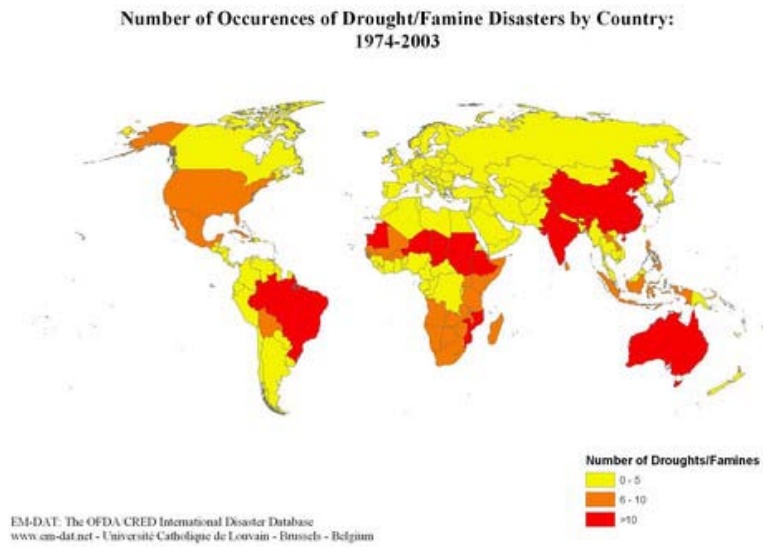 Number of Occurences of Drought/Famine Disasters by Country:
1974-2003
Number of Droughts/Famines
0 - 5
6 - 10
>10
EM-DAT: The OFDA/CRED International Disaster Database
www.em-dat.net - Université Catholique de Louvain - Brussels - Belgium